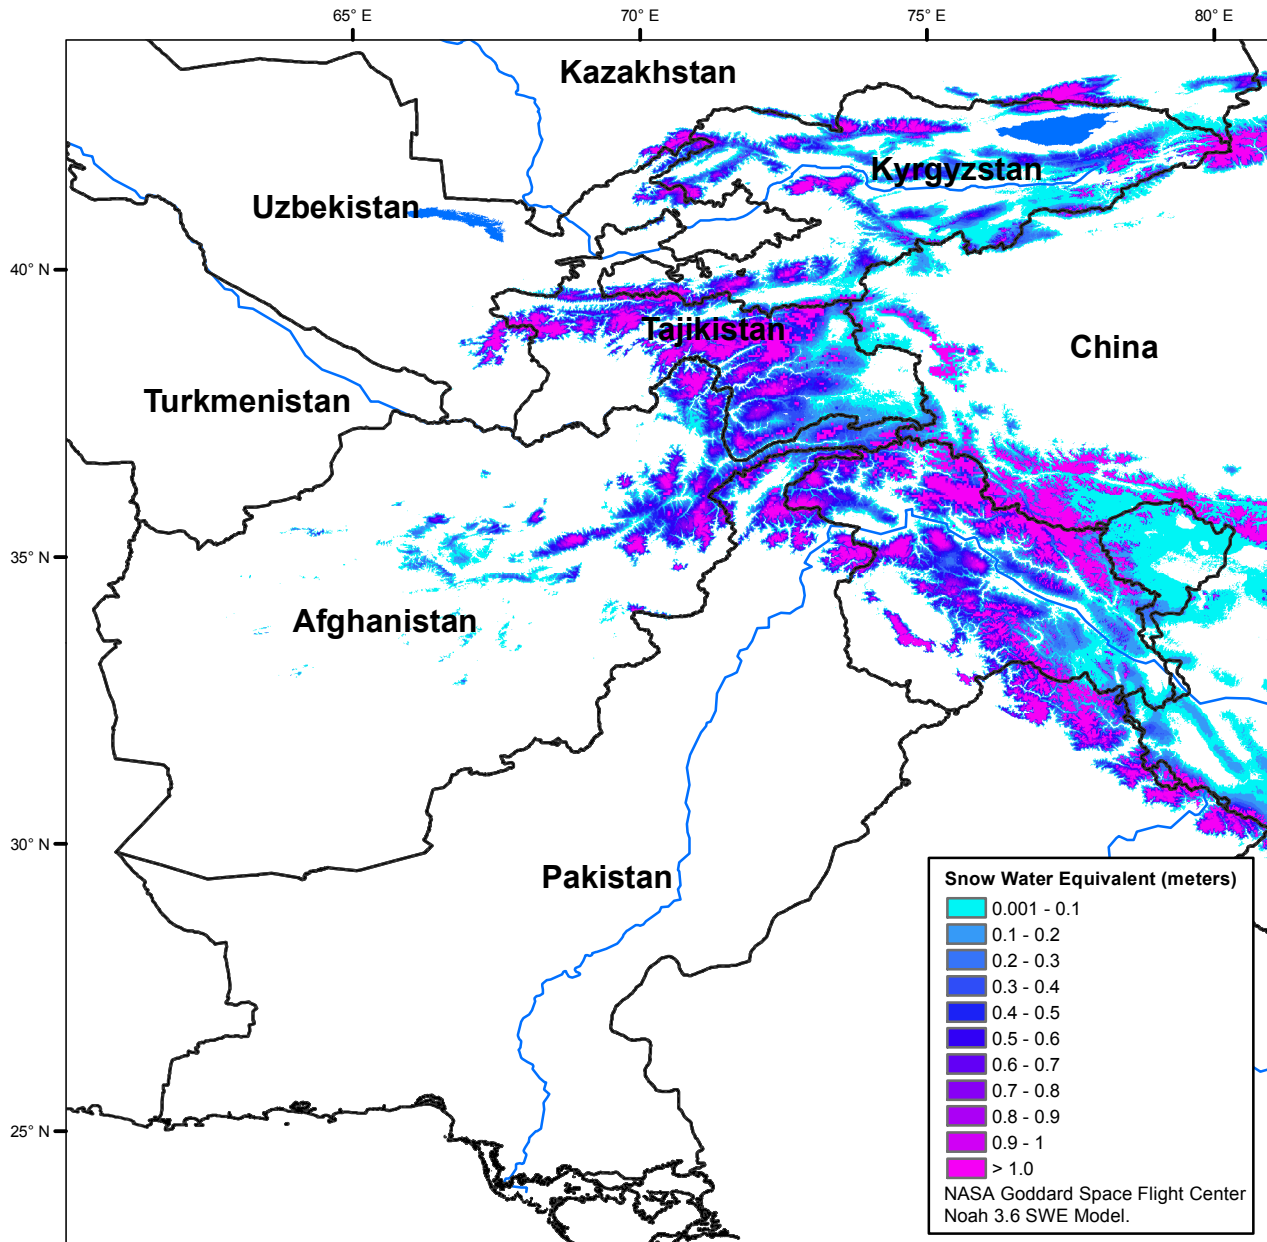 65° E
70° E
75° E
80° E
Kazakhstan
Kyrgyzstan
Uzbekistan
40° N
Tajikistan
China
Turkmenistan
35° N
Afghanistan
30° N
Pakistan
25° N
Snow Water Equivalent (meters)
0.001 - 0.1
0.1 - 0.2
0.2 - 0.3
0.3 - 0.4
0.4 - 0.5
0.5 - 0.6
0.6 - 0.7
0.7 - 0.8
0.8 - 0.9
0.9 - 1
> 1.0
NASA Goddard Space Flight Center
Noah 3.6 SWE Model.